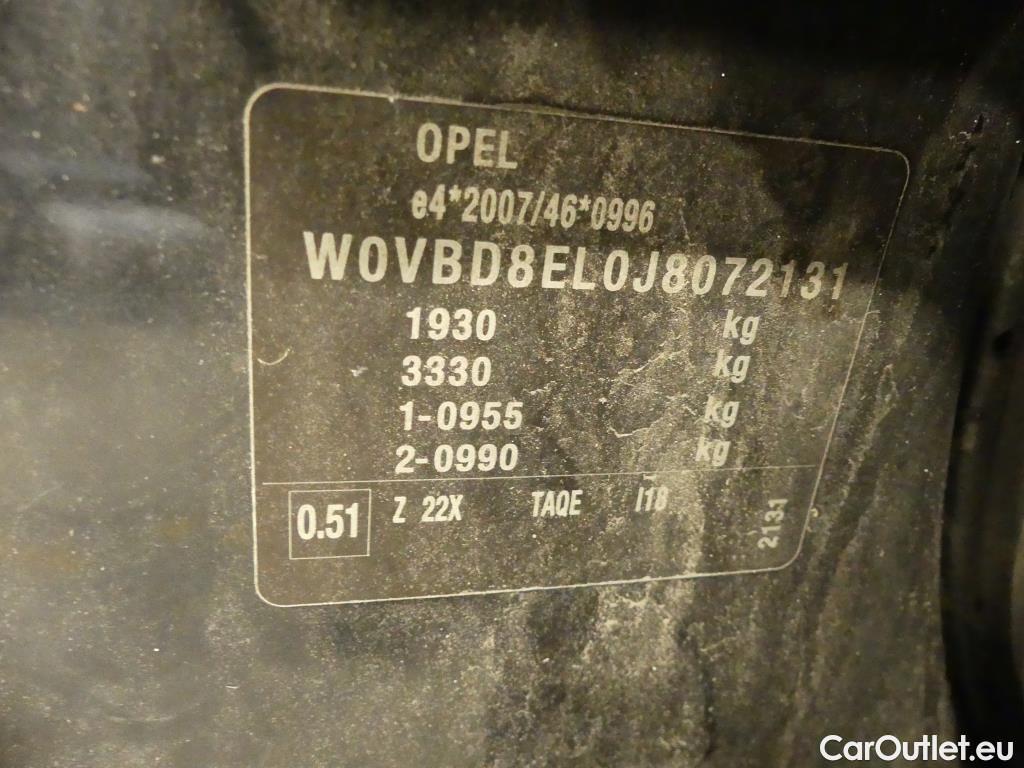 OPEL
e4*2007/46*0996
W0VBD8EL0J8072131
1930 kg
3330 kg
1-0955 kg
2-0990 kg
0.51 Z 22X TAQE I18 2131
CarOutlet.eu